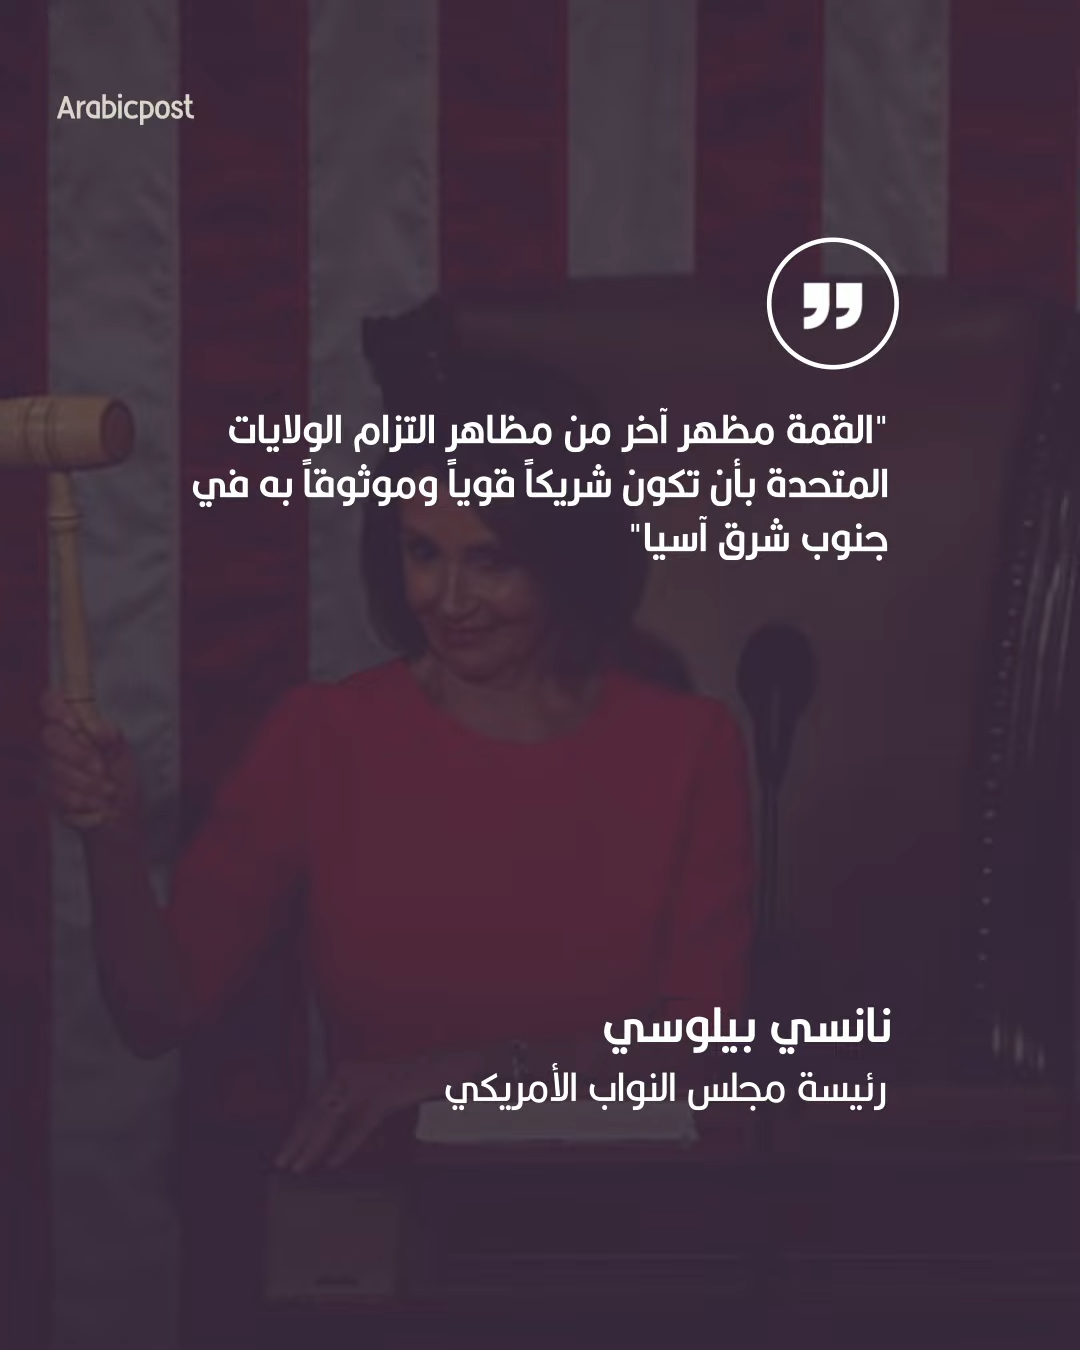 Arabicpost
"القمة مظهر آخر من مظاهر التزام الولايات
المتحدة بأن تكون شريكاً قوياً وموثوقاً به في
جنوب شرق آسيا"
نانسي بيلوسي
رئيسة مجلس النواب الأمريكي